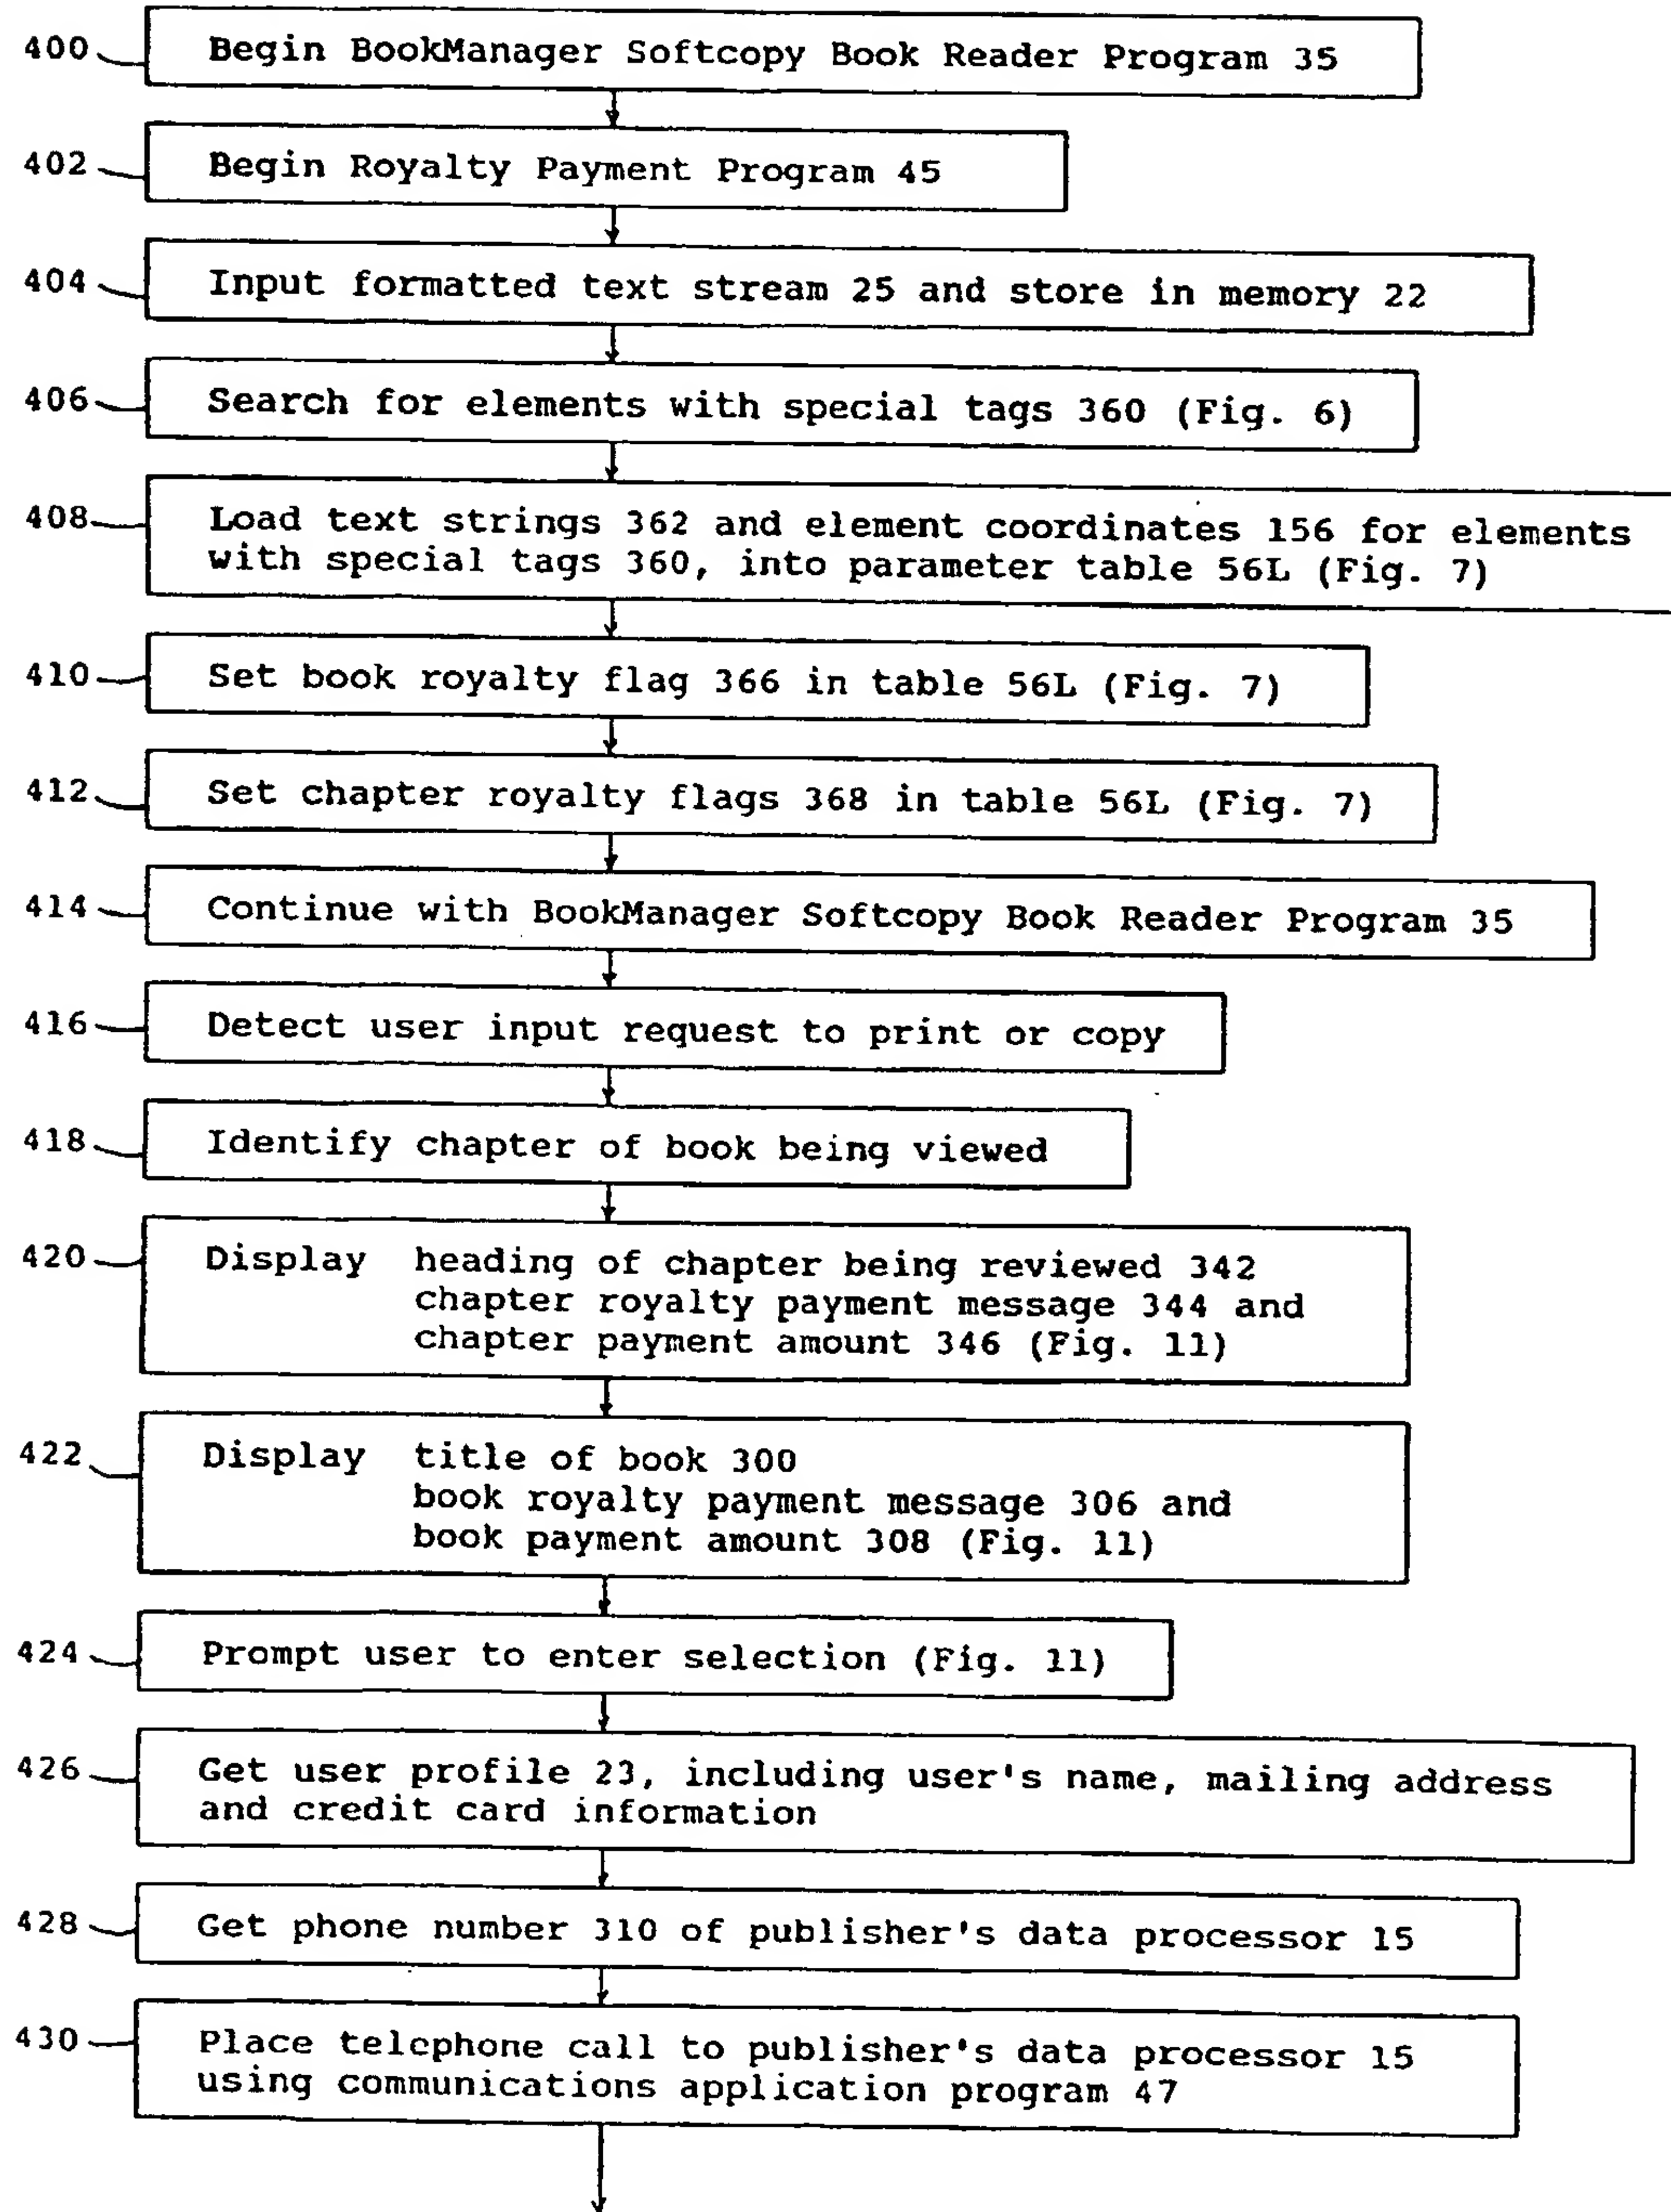 400 Begin BookManager Softcopy Book Reader Program 35
402 Begin Royalty Payment Program 45
404 Input formatted text stream 25 and store in memory 22
406 Search for elements with special tags 360 (Fig. 6)
408 Load text strings 362 and element coordinates 156 for elements
with special tags 360, into parameter table 56L (Fig. 7)
410 Set book royalty flag 366 in table 56L (Fig. 7)
412 Set chapter royalty flags 368 in table 56L (Fig. 7)
414 Continue with BookManager Softcopy Book Reader Program 35
416 Detect user input request to print or copy
418 Identify chapter of book being viewed
420 Display heading of chapter being reviewed 342
chapter royalty payment message 344 and
chapter payment amount 346 (Fig. 11)
422 Display title of book 300
book royalty payment message 306 and
book payment amount 308 (Fig. 11)
424 Prompt user to enter selection (Fig. 11)
426 Get user profile 23, including user's name, mailing address
and credit card information
428 Get phone number 310 of publisher's data processor 15
430 Place telephone call to publisher's data processor 15
using communications application program 47